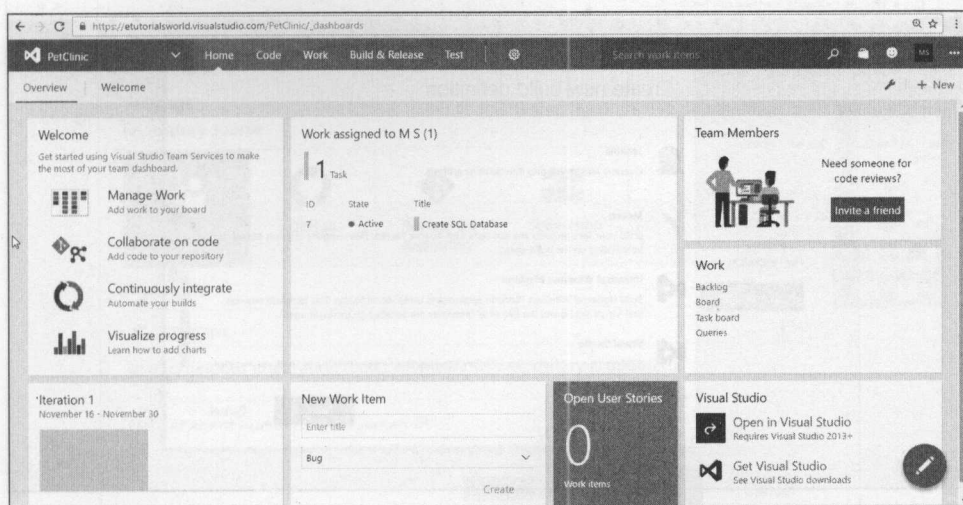 https://etutorialsworld.visualstudio.com/PetClinic/_dashboards
PetClinic Home Code Work Build & Release Test Search work items MS
Overview Welcome + New
Welcome
Get started using Visual Studio Team Services to make
the most of your team dashboard.
Manage Work
Add work to your board
Collaborate on code
Add code to your repository
Continuously integrate
Automate your builds
Visualize progress
Learn how to add charts
Work assigned to M S (1)
1 Task
ID State Title
7 Active Create SQL Database
Team Members
Need someone for
code reviews?
Invite a friend
Work
Backlog
Board
Task board
Queries
Iteration 1
November 16 - November 30
New Work Item
Enter title
Bug
Create
Open User Stories
0
Work items
Visual Studio
Open in Visual Studio
Requires Visual Studio 2013+
Get Visual Studio
See Visual Studio downloads